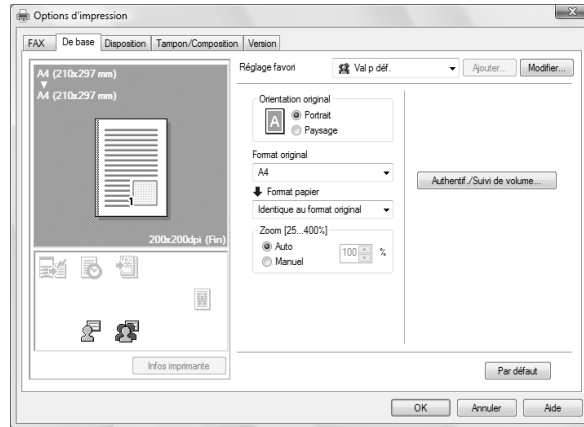 Options d'impression
FAX De base Disposition Tampon/Composition Version
A4 (210x297 mm)
A4 (210x297 mm)
1
200x200dpi (Fin)
Infos imprimante
Réglage favori Val p déf. Ajouter... Modifier...
Orientation original
A Portrait
Paysage
Format original
A4
Format papier
Identique au format original
Zoom [25...400%]
Auto
Manuel
100 %
Authentif./Suivi de volume...
Par défaut
OK Annuler Aide